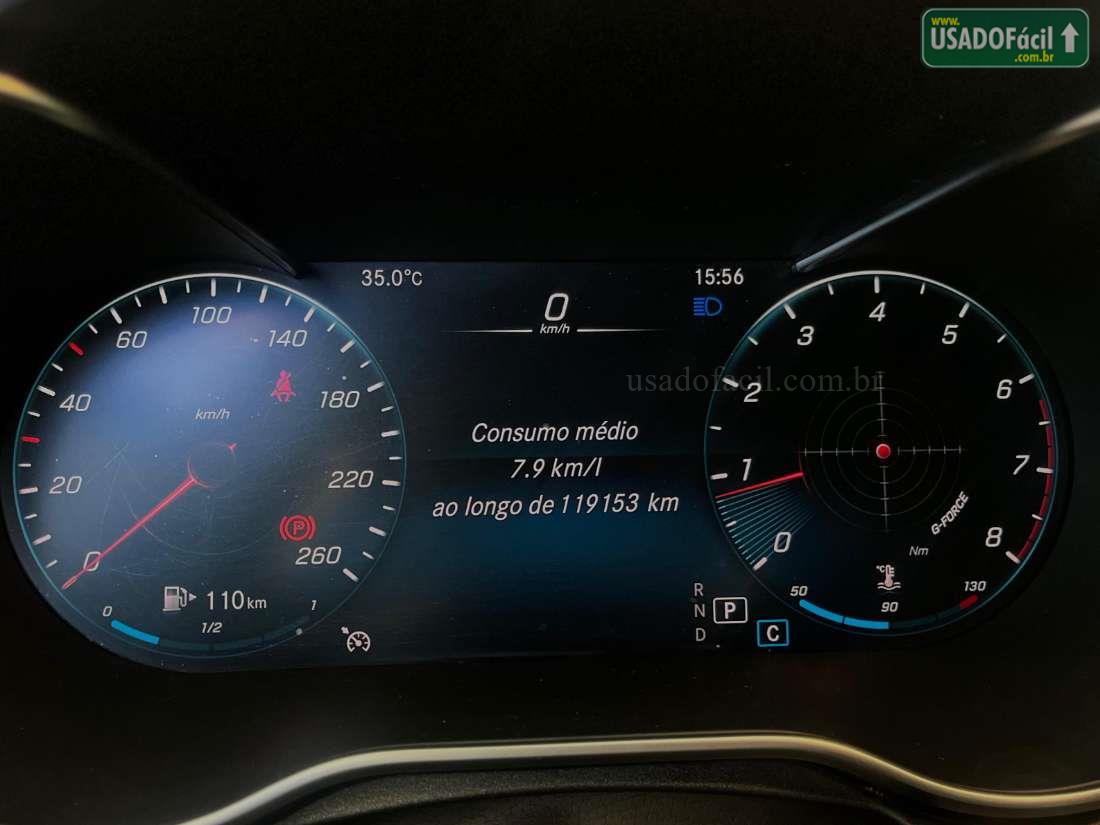 www.
USADOFácil
.com.br
35.0°C
15:56
0
km/h
usadofacil.com.br
Consumo médio
7.9 km/l
ao longo de 119153 km
0 20 40 60 100 140 180 220 260
km/h
P
110 km
0 1/2 1
0 1 2 3 4 5 6 7 8
G-FORCE
Nm
°C
50 90 130
R
N P
D C